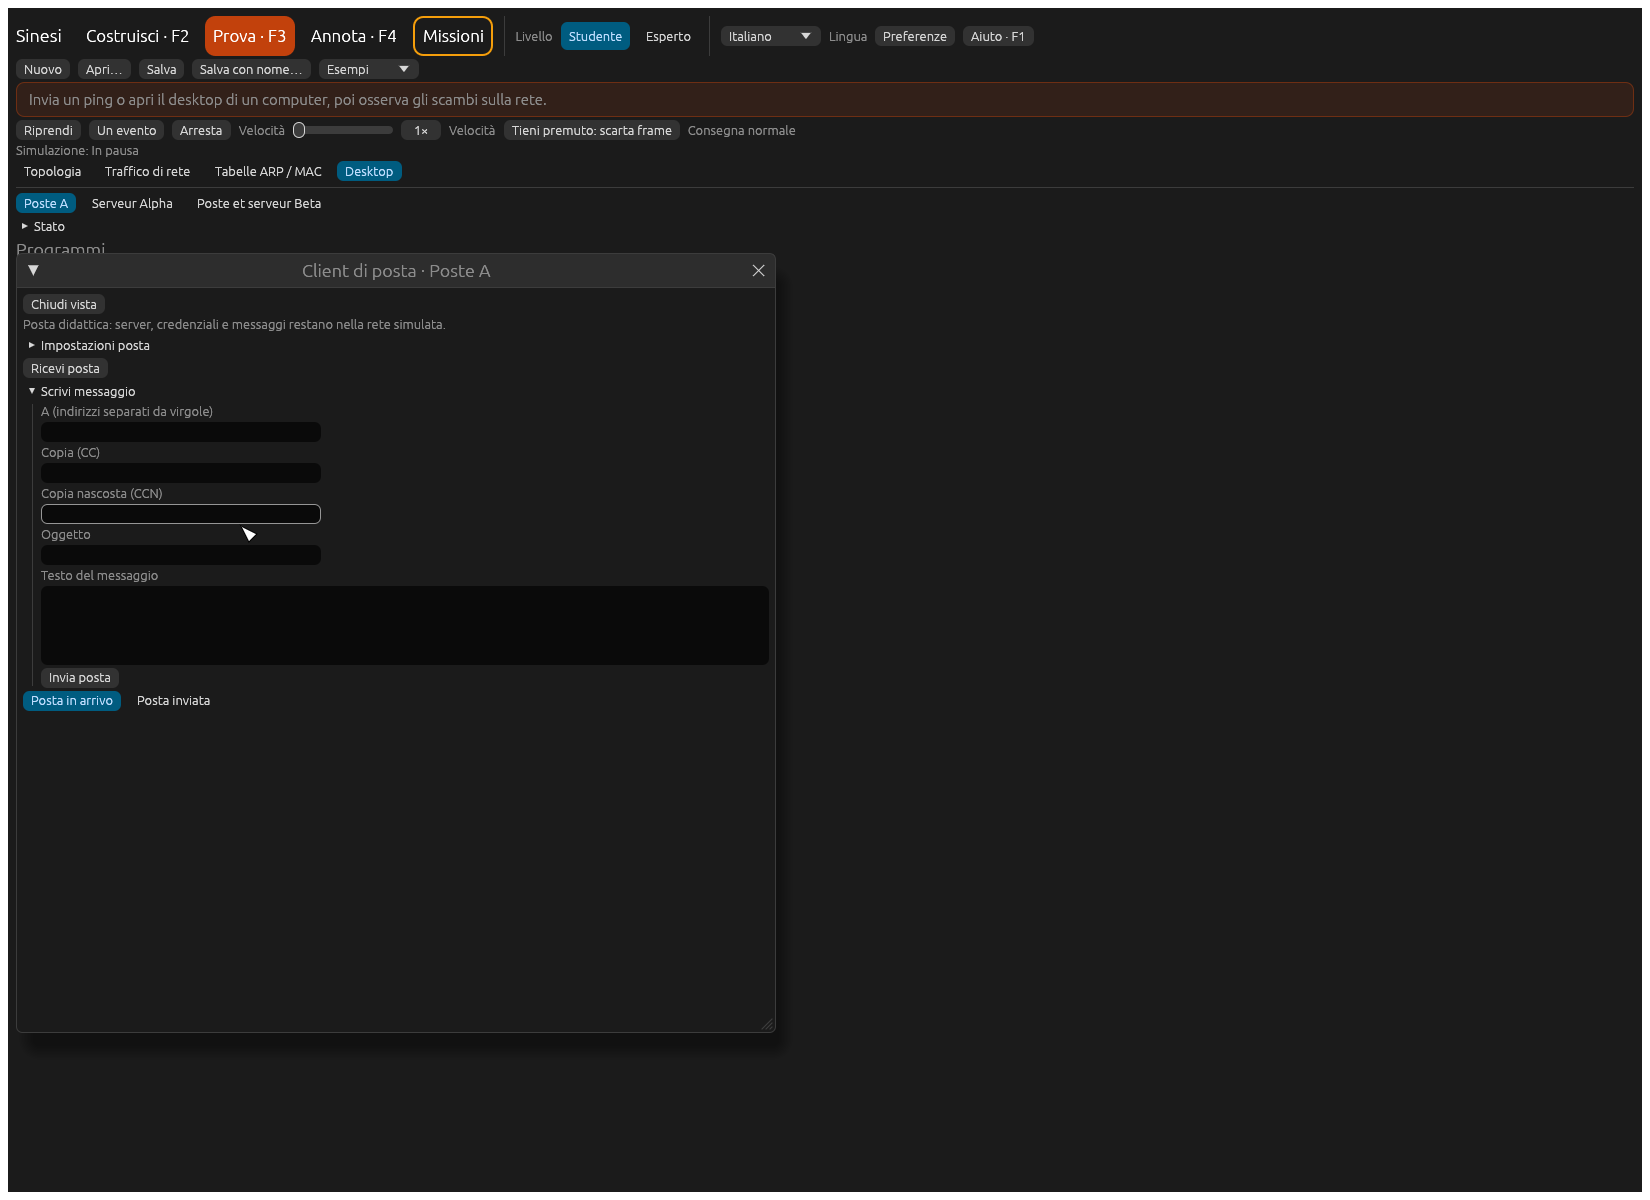 Sinesi Costruisci · F2 Prova · F3 Annota · F4 Missioni Livello Studente Esperto Italiano Lingua Preferenze Aiuto · F1
Nuovo Apri… Salva Salva con nome… Esempi
Invia un ping o apri il desktop di un computer, poi osserva gli scambi sulla rete.
Riprendi Un evento Arresta Velocità 1× Velocità Tieni premuto: scarta frame Consegna normale
Simulazione: In pausa
Topologia Traffico di rete Tabelle ARP / MAC Desktop
Poste A Serveur Alpha Poste et serveur Beta
Stato
Programmi
Client di posta · Poste A
Chiudi vista
Posta didattica: server, credenziali e messaggi restano nella rete simulata.
Impostazioni posta
Ricevi posta
Scrivi messaggio
A (indirizzi separati da virgole)
Copia (CC)
Copia nascosta (CCN)
Oggetto
Testo del messaggio
Invia posta
Posta in arrivo Posta inviata